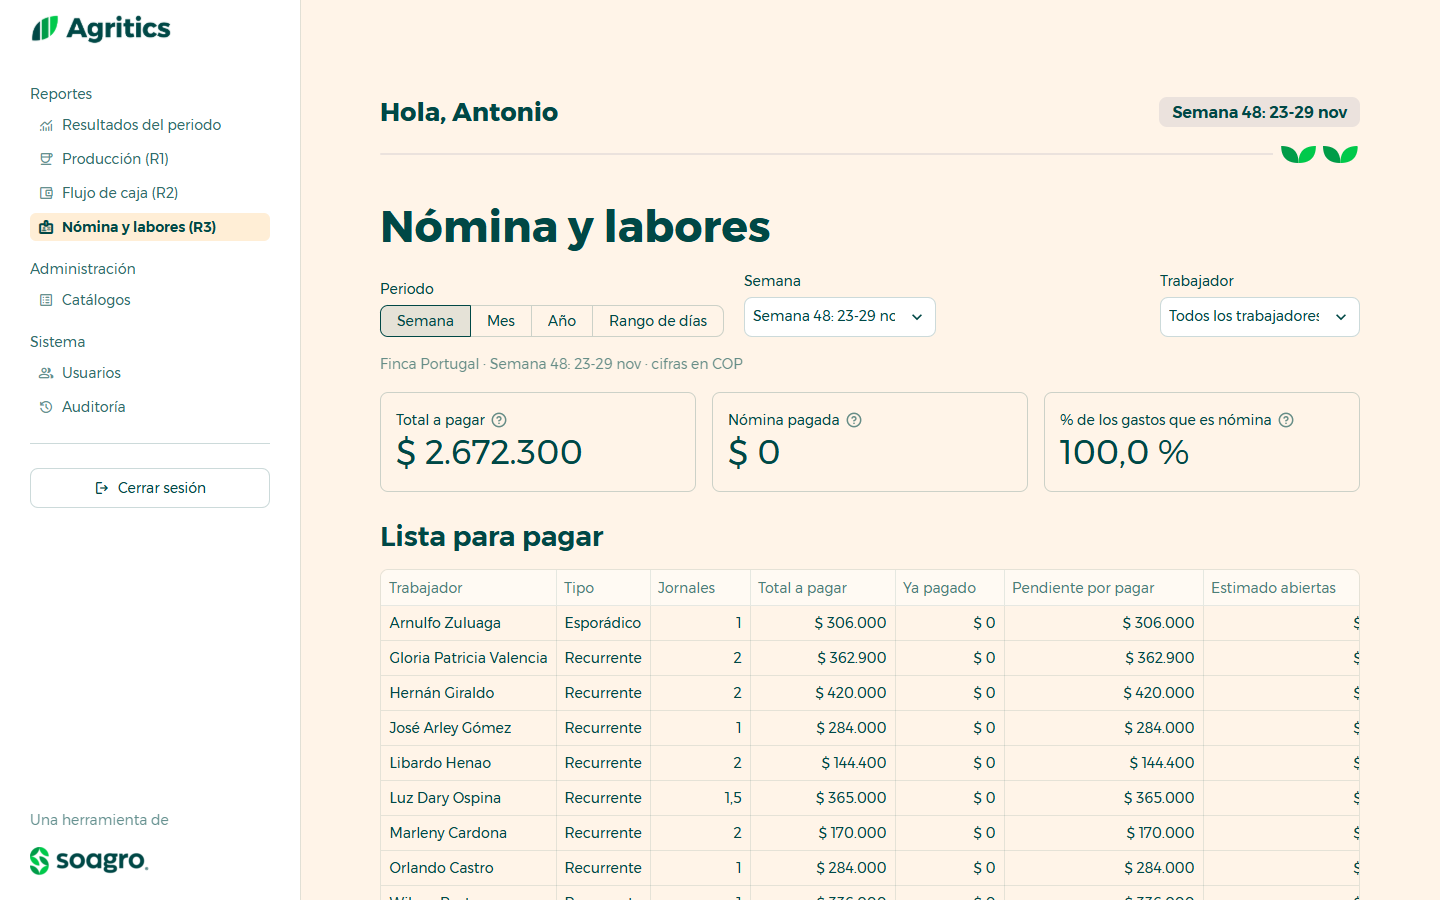 Agritics
Reportes
Resultados del periodo
Producción (R1)
Flujo de caja (R2)
Nómina y labores (R3)
Administración
Catálogos
Sistema
Usuarios
Auditoría
Cerrar sesión
Una herramienta de
soagro.
Hola, Antonio
Semana 48: 23-29 nov
Nómina y labores
Periodo
Semana Mes Año Rango de días
Semana
Semana 48: 23-29 nc
Trabajador
Todos los trabajadores
Finca Portugal · Semana 48: 23-29 nov · cifras en COP
Total a pagar ?
$ 2.672.300
Nómina pagada ?
$ 0
% de los gastos que es nómina ?
100,0 %
Lista para pagar
Trabajador Tipo Jornales Total a pagar Ya pagado Pendiente por pagar Estimado abiertas
Arnulfo Zuluaga Esporádico 1 $ 306.000 $ 0 $ 306.000 $
Gloria Patricia Valencia Recurrente 2 $ 362.900 $ 0 $ 362.900 $
Hernán Giraldo Recurrente 2 $ 420.000 $ 0 $ 420.000 $
José Arley Gómez Recurrente 1 $ 284.000 $ 0 $ 284.000 $
Libardo Henao Recurrente 2 $ 144.400 $ 0 $ 144.400 $
Luz Dary Ospina Recurrente 1,5 $ 365.000 $ 0 $ 365.000 $
Marleny Cardona Recurrente 2 $ 170.000 $ 0 $ 170.000 $
Orlando Castro Recurrente 1 $ 284.000 $ 0 $ 284.000 $